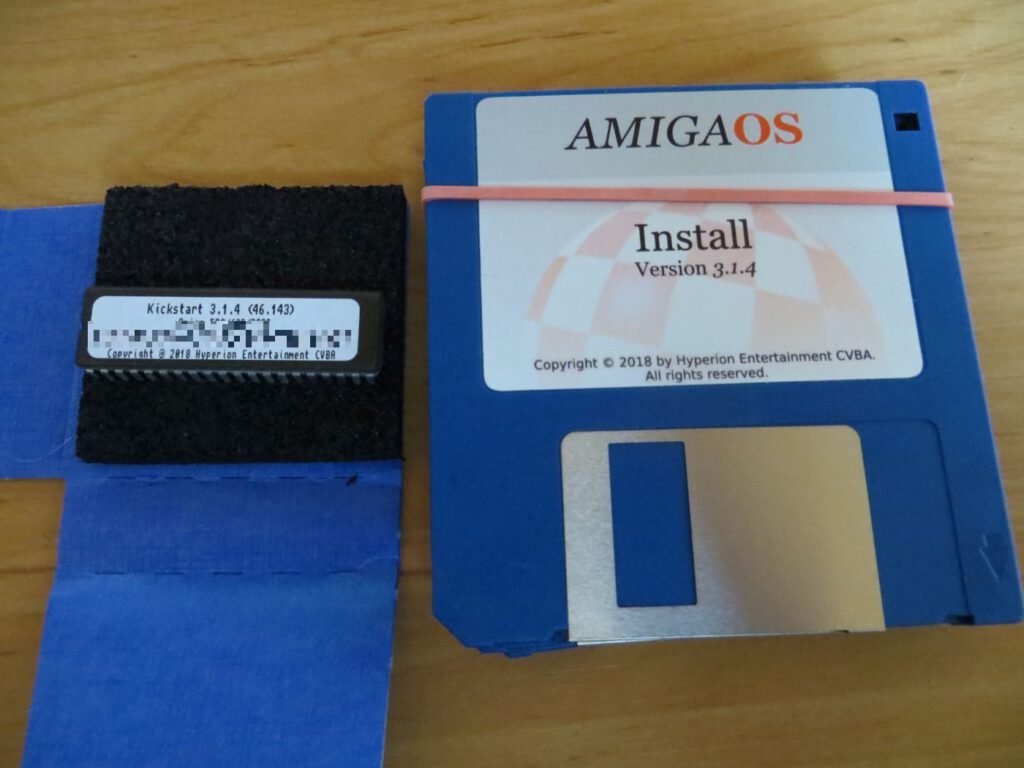 Kickstart 3.1.4 (46.143)
Copyright © 2018 Hyperion Entertainment CVBA
AMIGAOS
Install
Version 3.1.4
Copyright © 2018 by Hyperion Entertainment CVBA.
All rights reserved.